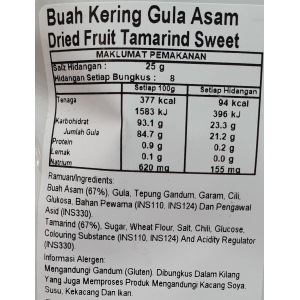 Buah Kering Gula Asam
Dried Fruit Tamarind Sweet
MAKLUMAT PEMAKANAN
Saiz Hidangan : 25 g
Hidangan Setiap Bungkus : 8
Setiap 100g Setiap Hidangan
Tenaga 377 kcal 94 kcal
1583 kJ 396 kJ
Karbohidrat 93.1 g 23.3 g
Jumlah Gula 84.7 g 21.2 g
Protein 0.9 g 0.2 g
Lemak 0.1 g 0.0 g
Natrium 620 mg 155 mg
Ramuan/Ingredients:
Buah Asam (67%), Gula, Tepung Gandum, Garam, Cili,
Glukosa, Bahan Pewarna (INS110, INS124) Dan Pengawal
Asid (INS330).
Tamarind (67%), Sugar, Wheat Flour, Salt, Chili, Glucose,
Colouring Substance (INS110, INS124) And Acidity Regulator
(INS330).
Informasi Alergen:
Mengandungi Gandum (Gluten). Dibungkus Dalam Kilang
Yang Juga Memproses Produk Mengandungi Kacang Soya.
Susu, Kekacang Dan Ikan.